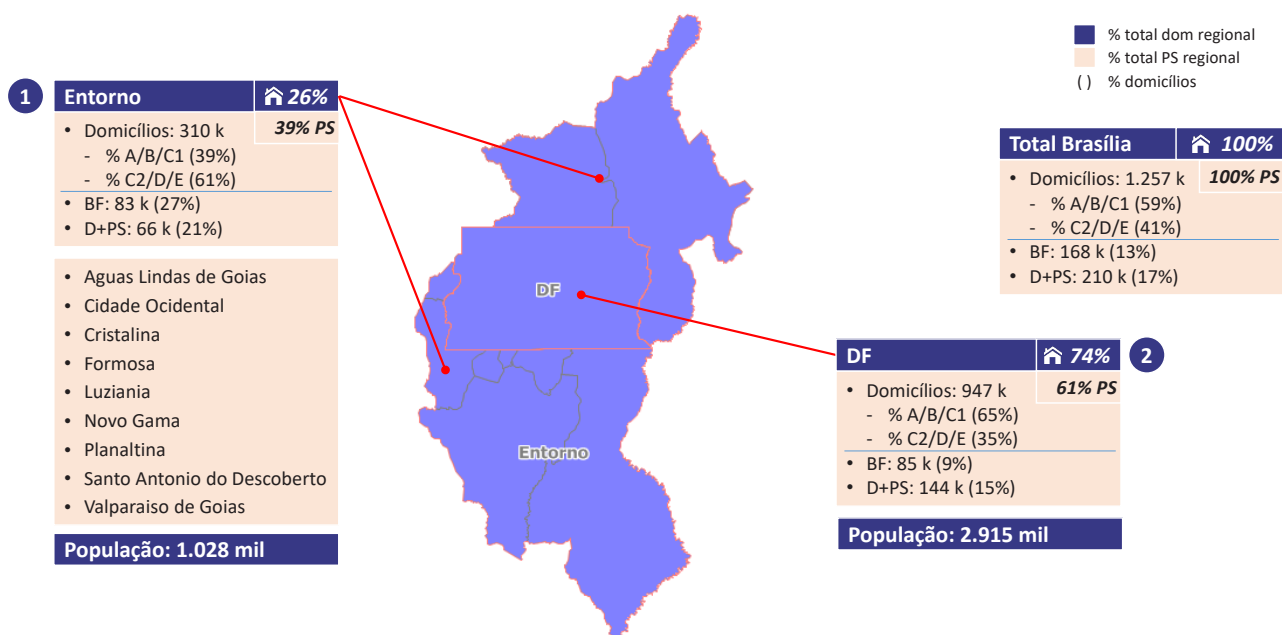 % total dom regional
% total PS regional
( ) % domicílios
1
Entorno 26%
39% PS
• Domicílios: 310 k
- % A/B/C1 (39%)
- % C2/D/E (61%)
• BF: 83 k (27%)
• D+PS: 66 k (21%)
• Aguas Lindas de Goias
• Cidade Ocidental
• Cristalina
• Formosa
• Luziania
• Novo Gama
• Planaltina
• Santo Antonio do Descoberto
• Valparaiso de Goias
População: 1.028 mil
DF
Entorno
Total Brasília 100%
100% PS
• Domicílios: 1.257 k
- % A/B/C1 (59%)
- % C2/D/E (41%)
• BF: 168 k (13%)
• D+PS: 210 k (17%)
DF 74%
2
61% PS
• Domicílios: 947 k
- % A/B/C1 (65%)
- % C2/D/E (35%)
• BF: 85 k (9%)
• D+PS: 144 k (15%)
População: 2.915 mil